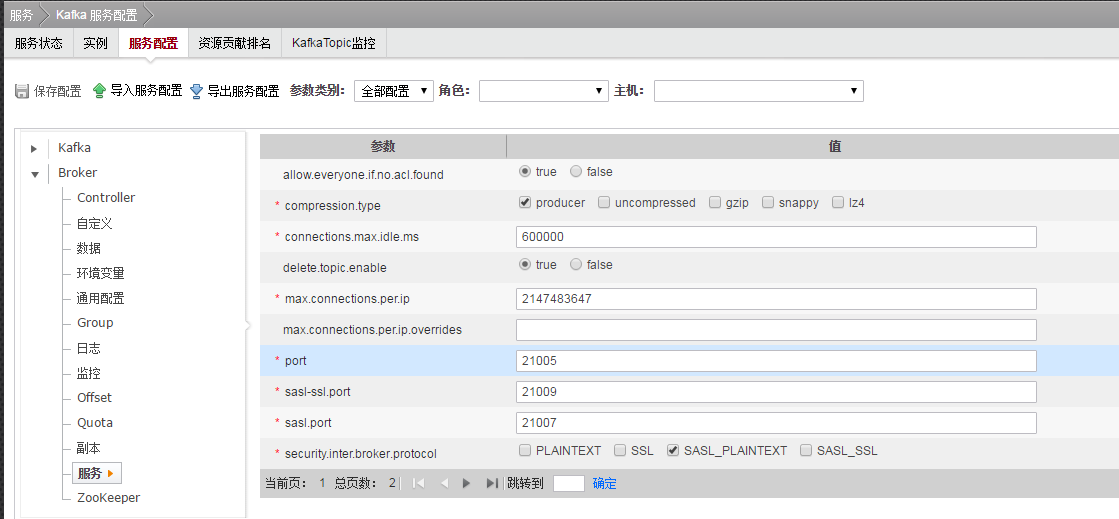 服务 Kafka 服务配置
服务状态 实例 服务配置 资源贡献排名 KafkaTopic监控
保存配置 导入服务配置 导出服务配置 参数类别: 全部配置 角色: 主机:
Kafka
Broker
Controller
自定义
数据
环境变量
通用配置
Group
日志
监控
Offset
Quota
副本
服务
ZooKeeper
参数 值
allow.everyone.if.no.acl.found true false
* compression.type producer uncompressed gzip snappy lz4
* connections.max.idle.ms 600000
delete.topic.enable true false
* max.connections.per.ip 2147483647
max.connections.per.ip.overrides
* port 21005
* sasl-ssl.port 21009
* sasl.port 21007
* security.inter.broker.protocol PLAINTEXT SSL SASL_PLAINTEXT SASL_SSL
当前页: 1 总页数: 2 跳转到 确定